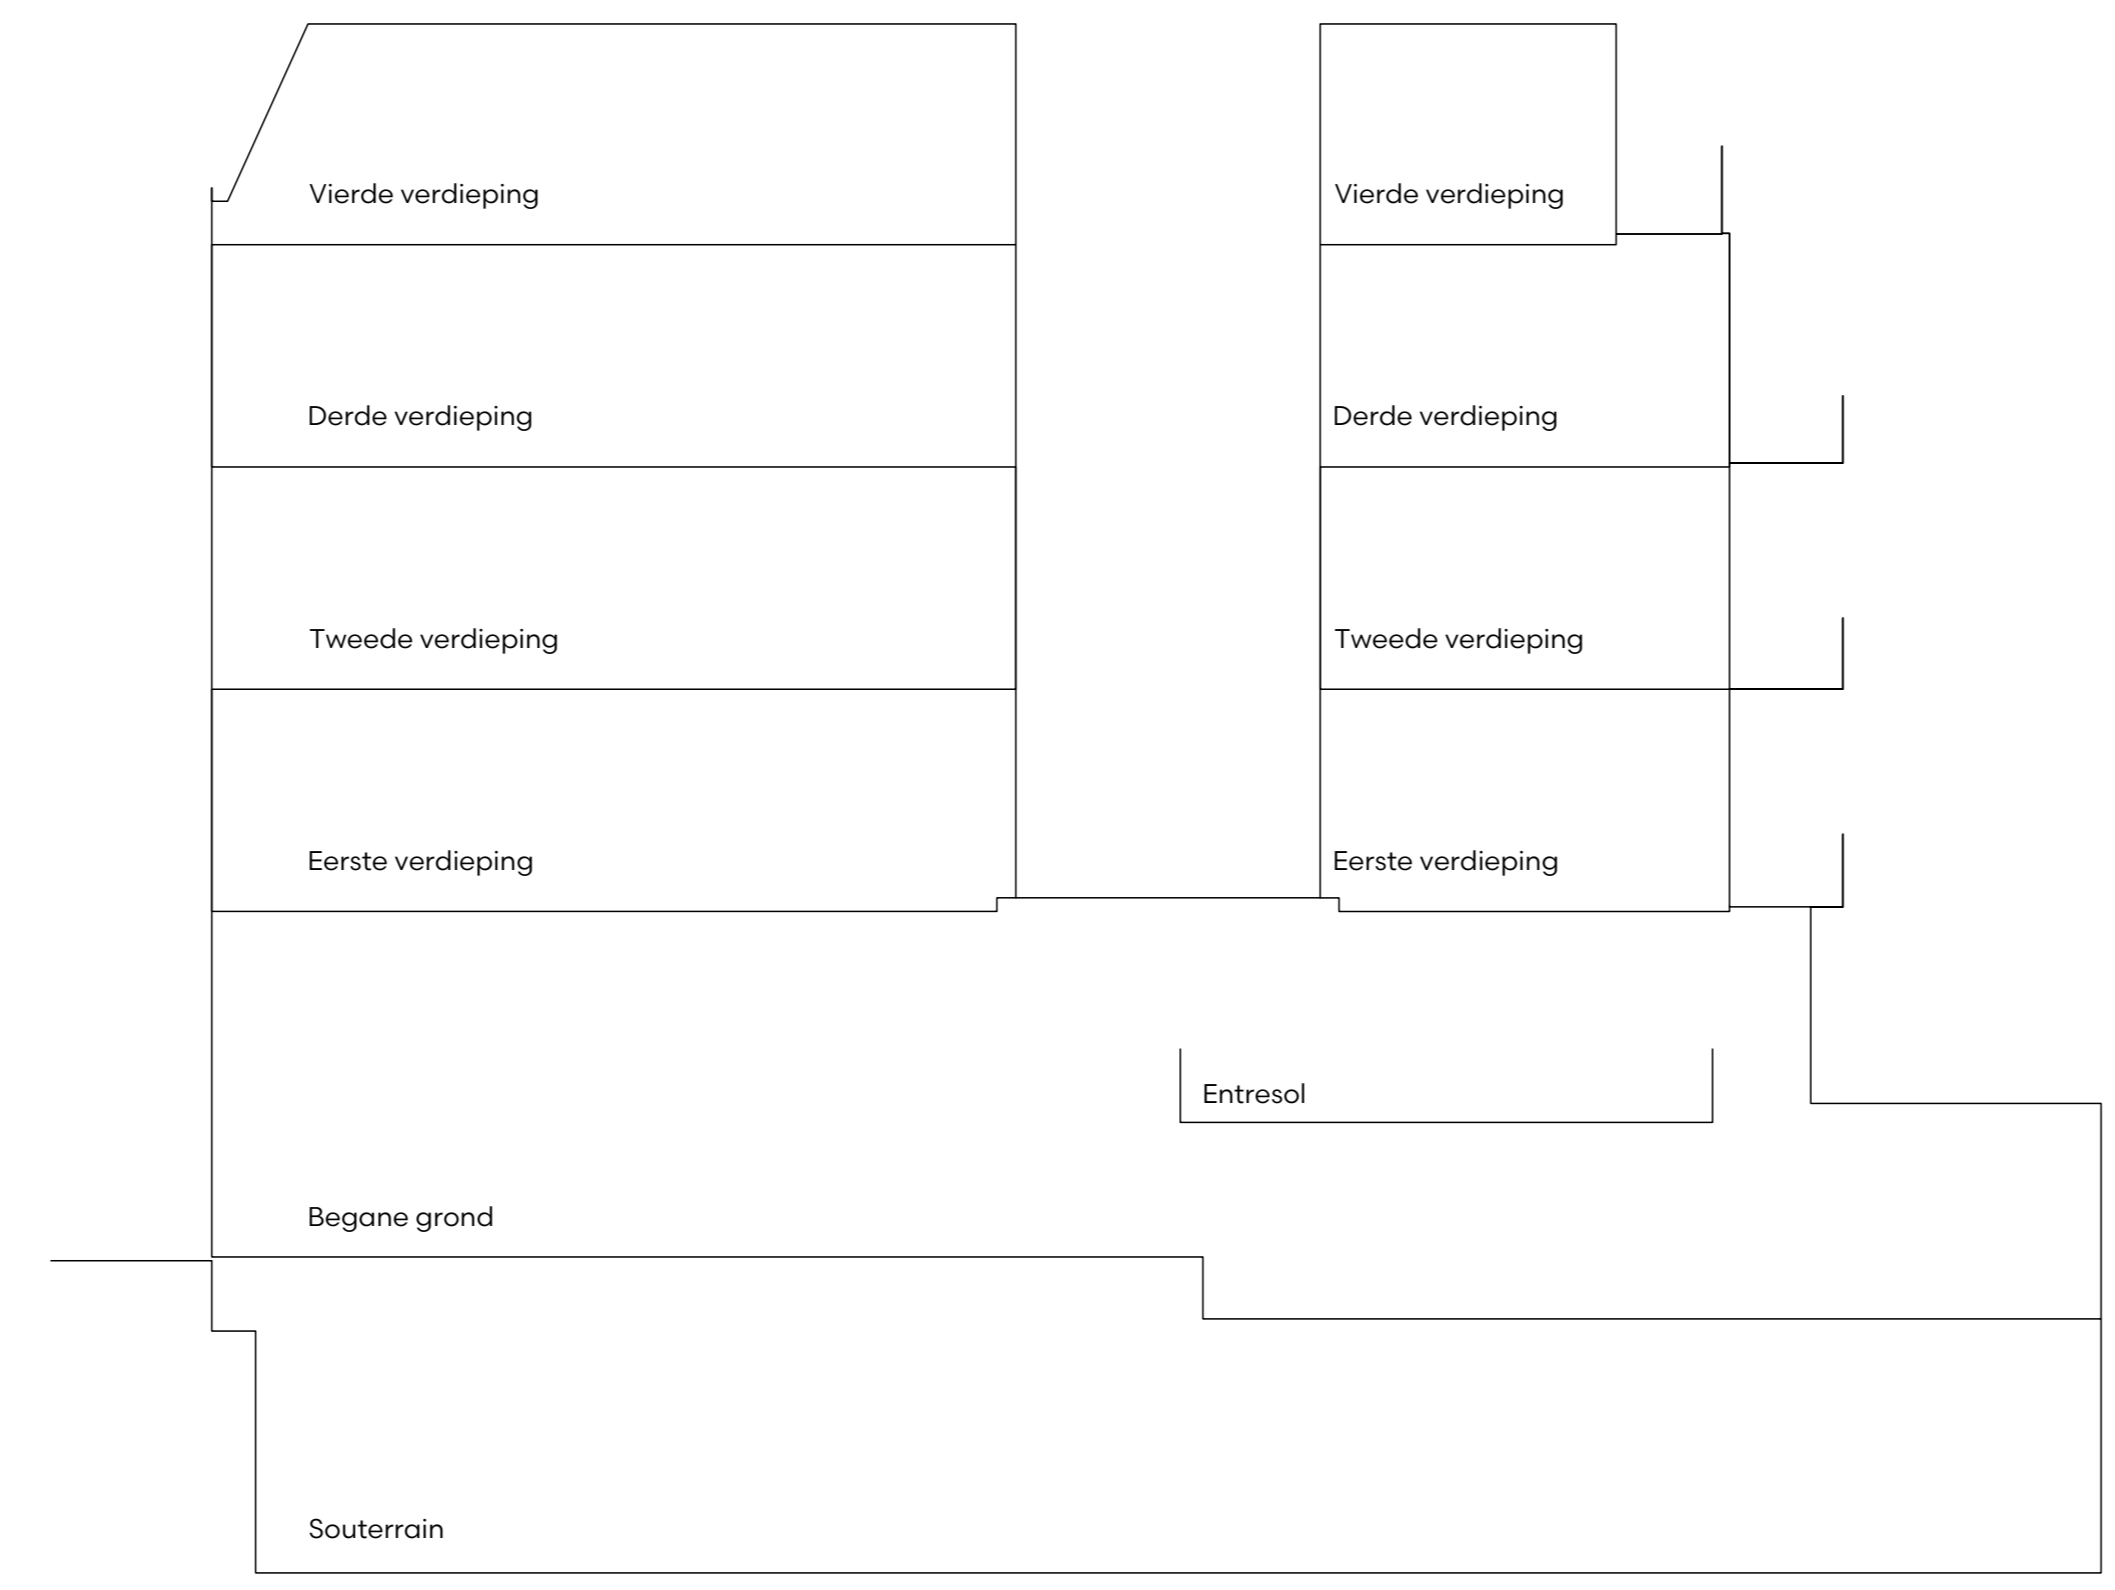 Vierde verdieping
Vierde verdieping
Derde verdieping
Derde verdieping
Tweede verdieping
Tweede verdieping
Eerste verdieping
Eerste verdieping
Entresol
Begane grond
Souterrain